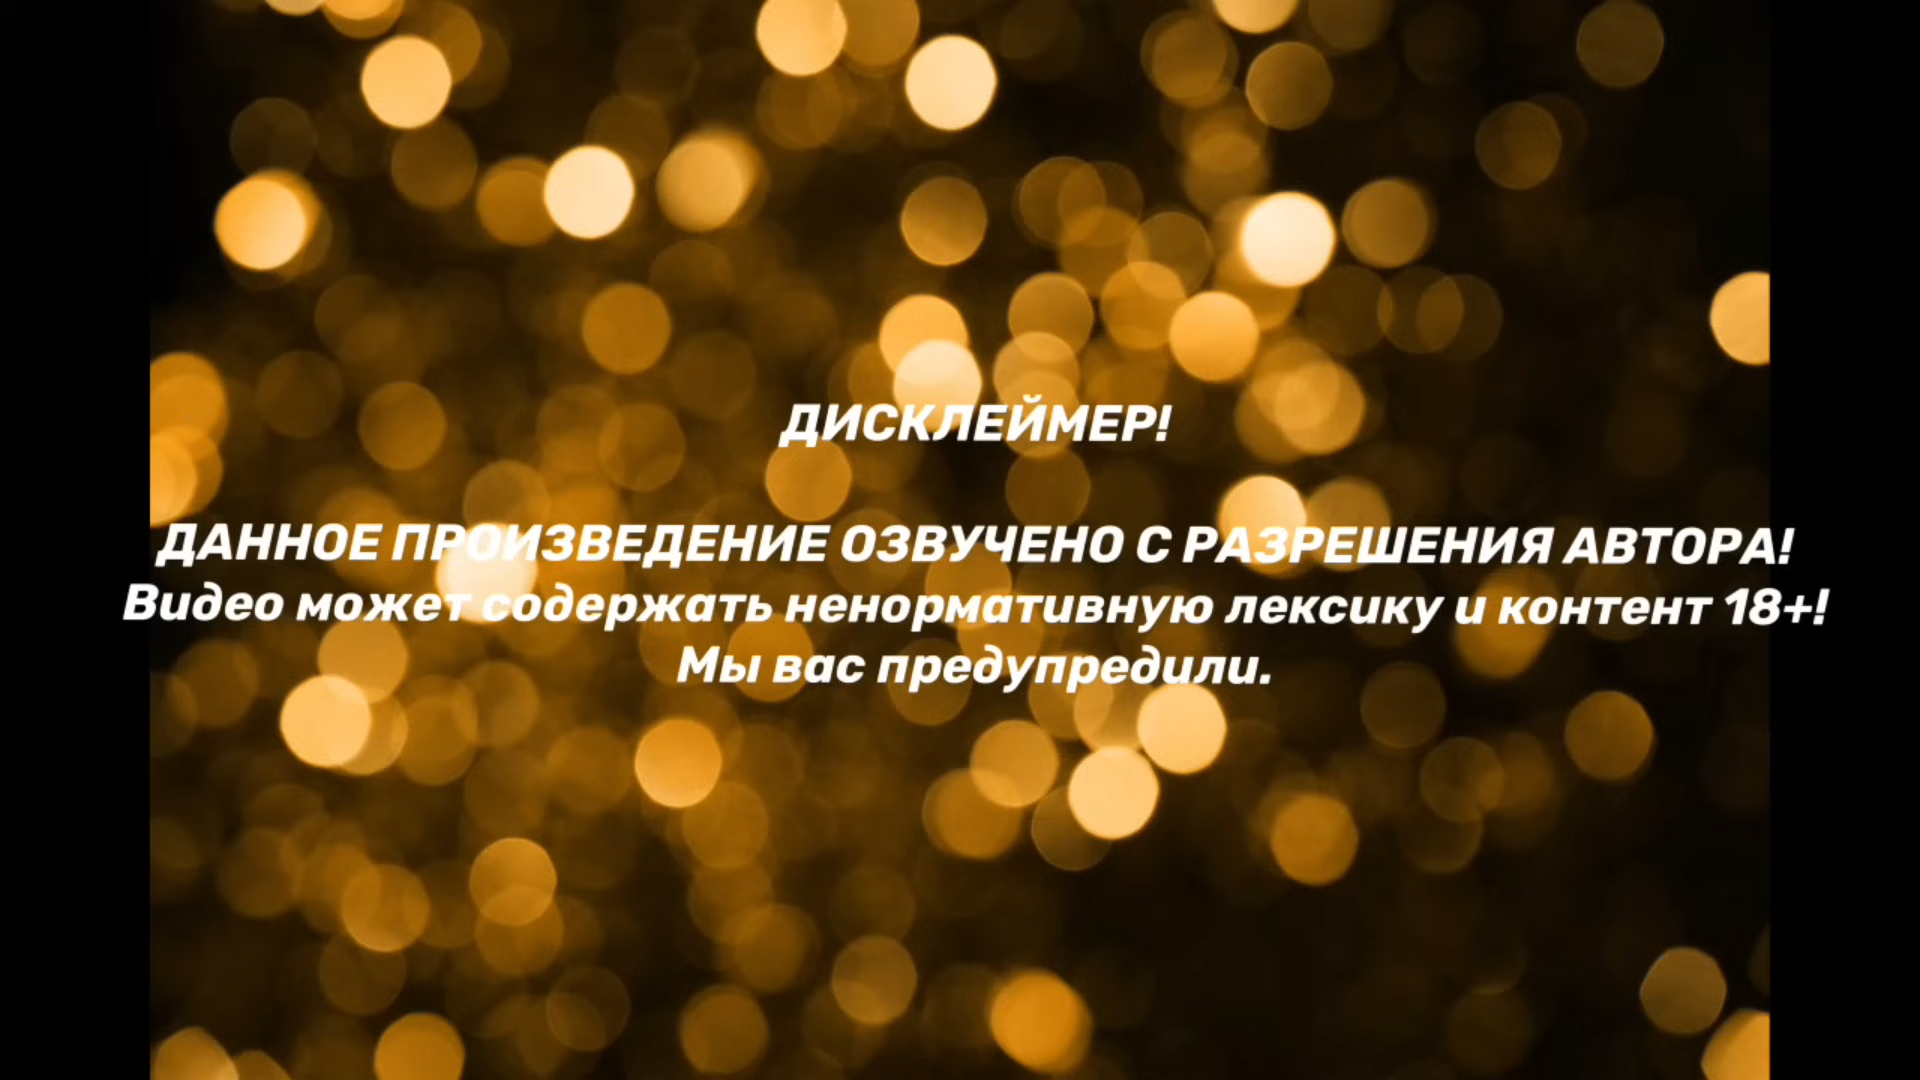 ДИСКЛЕЙМЕР!
ДАННОЕ ПРОИЗВЕДЕНИЕ ОЗВУЧЕНО С РАЗРЕШЕНИЯ АВТОРА!
Видео может содержать ненормативную лексику и контент 18+!
Мы вас предупредили.